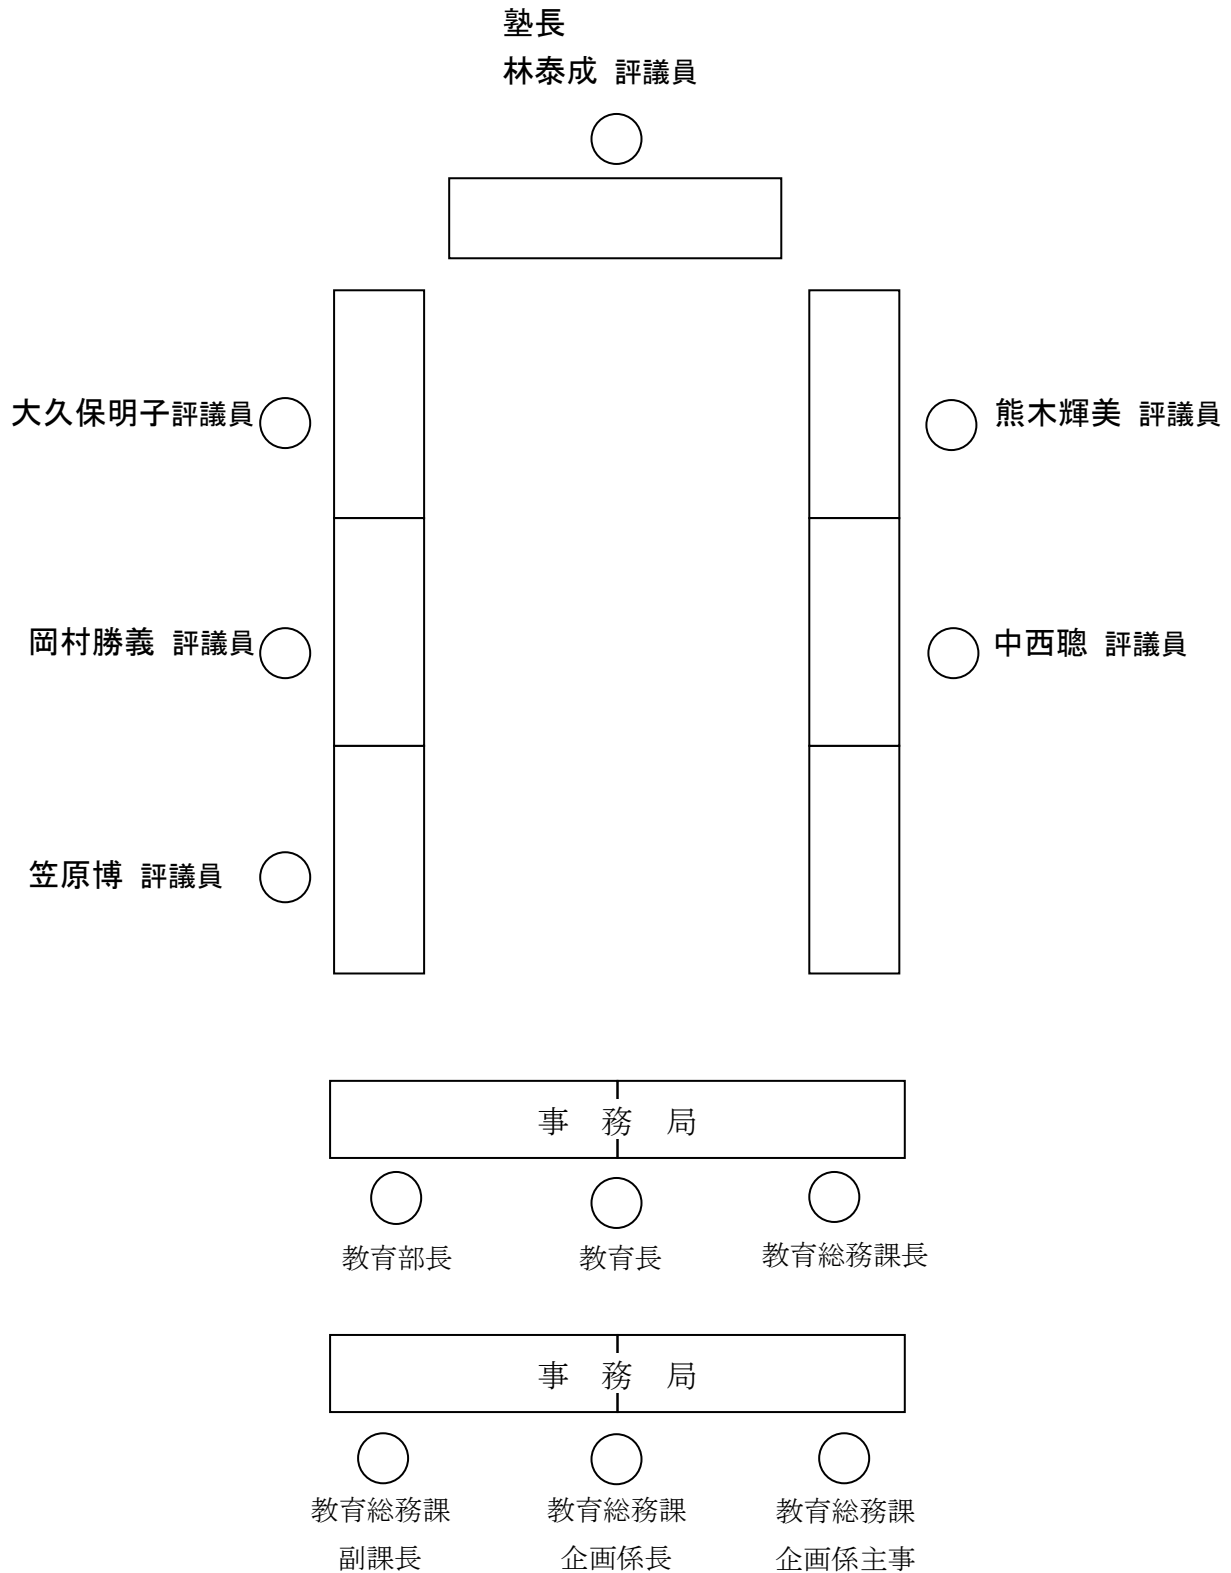 塾長
林泰成 評議員
大久保明子評議員
熊木輝美 評議員
岡村勝義 評議員
中西聰 評議員
笠原博 評議員
事 務 局
教育部長
教育長
教育総務課長
事 務 局
教育総務課
副課長
教育総務課
企画係長
教育総務課
企画係主事